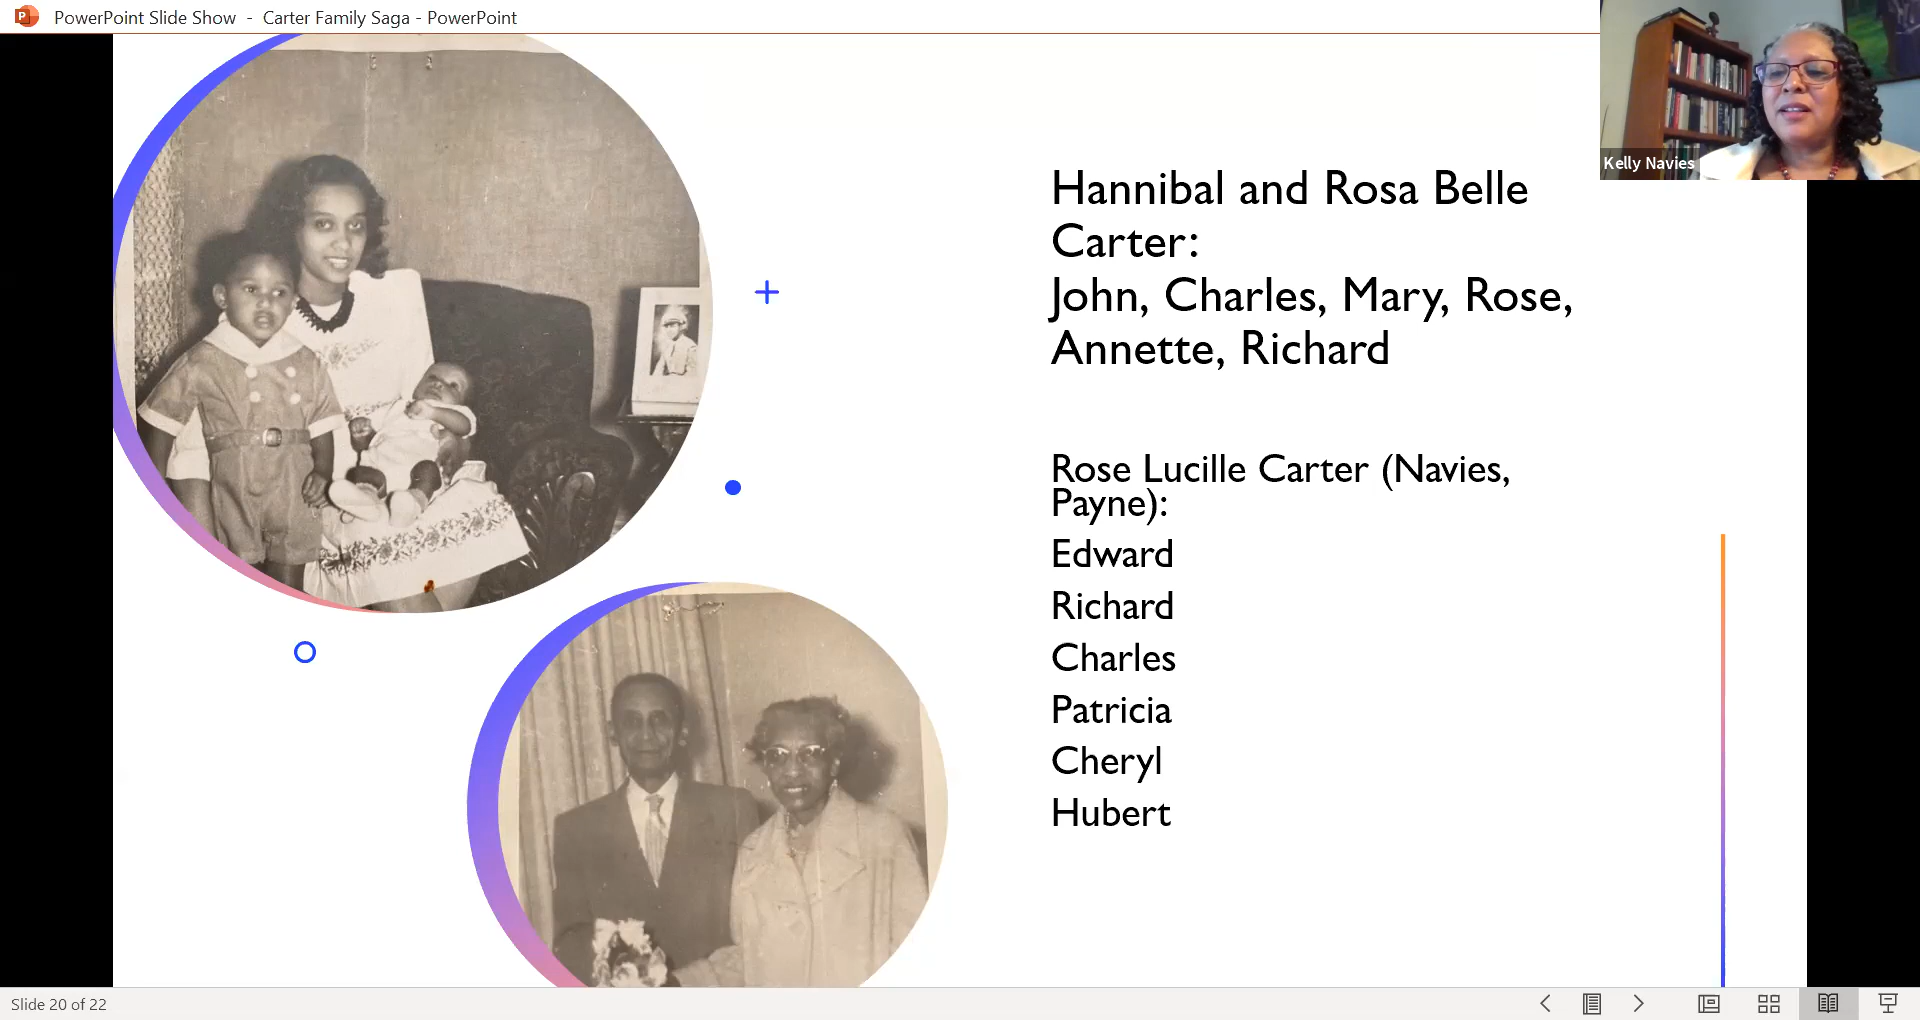 PowerPoint Slide Show - Carter Family Saga - PowerPoint
Kelly Navies
Hannibal and Rosa Belle
Carter:
John, Charles, Mary, Rose,
Annette, Richard
Rose Lucille Carter (Navies,
Payne):
Edward
Richard
Charles
Patricia
Cheryl
Hubert
Slide 20 of 22